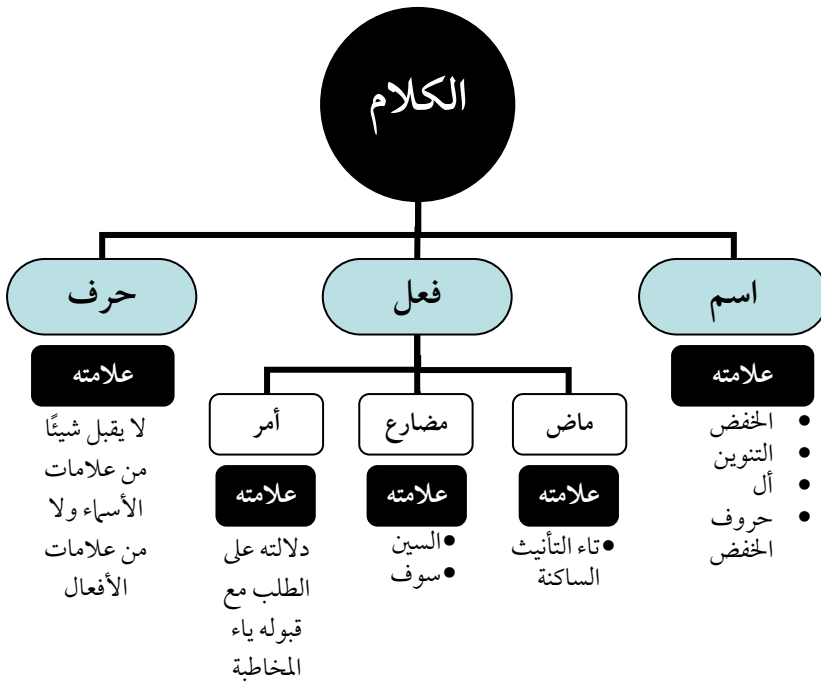 الكلام
اسم
علامته
• الخفض
• التنوين
• أل
• حروف
الخفض
فعل
ماض
علامته
• تاء التأنيث
الساكنة
مضارع
علامته
• السين
• سوف
أمر
علامته
دلالته على
الطلب مع
قبوله ياء
المخاطبة
حرف
علامته
لا يقبل شيئًا
من علامات
الأسماء ولا
من علامات
الأفعال